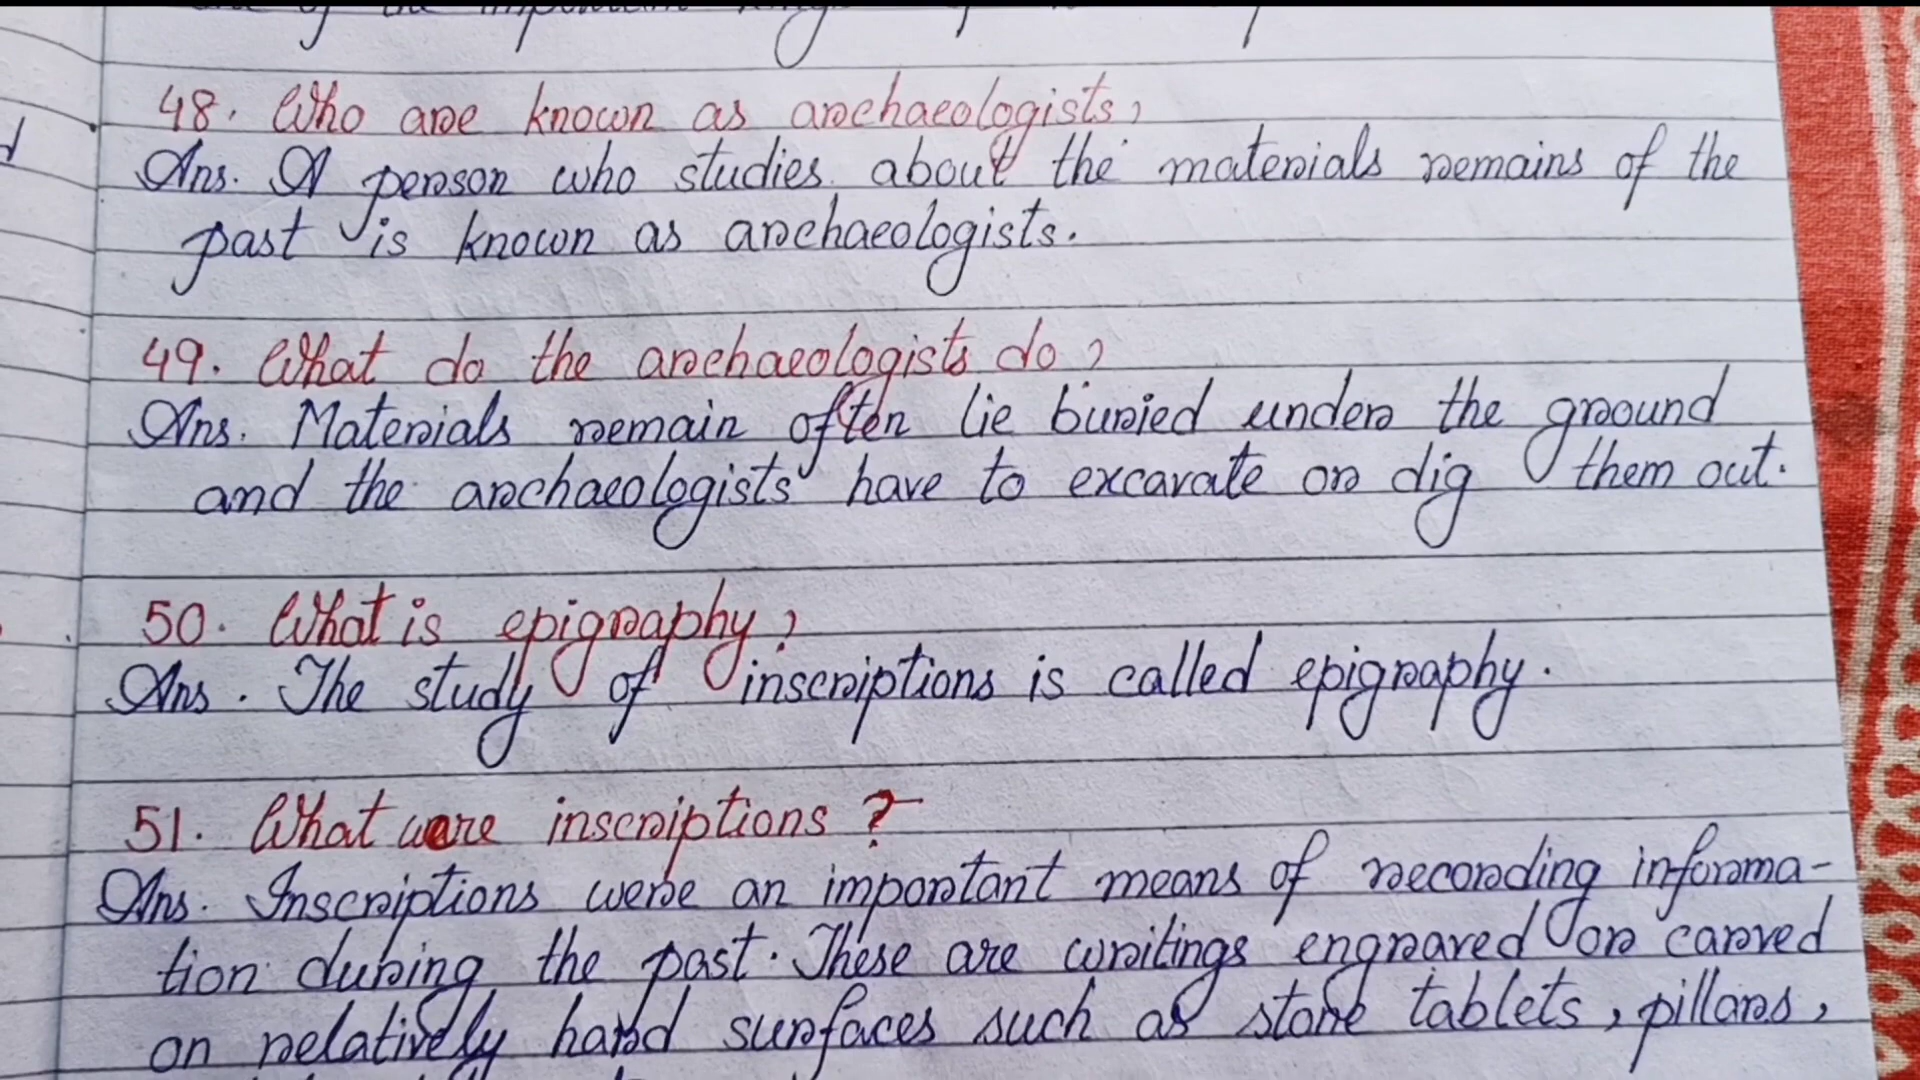 48. Who are known as archaeologists?
Ans. A person who studies about the materials remains of the
past is known as archaeologists.
49. What do the archaeologists do?
Ans. Materials remain often lie buried under the ground
and the archaeologists have to excavate or dig them out.
50. What is epigraphy?
Ans. The study of inscriptions is called epigraphy.
51. What were inscriptions?
Ans. Inscriptions were an important means of recording informa-
tion during the past. These are writings engraved or carved
on relatively hard surfaces such as stone tablets, pillars,